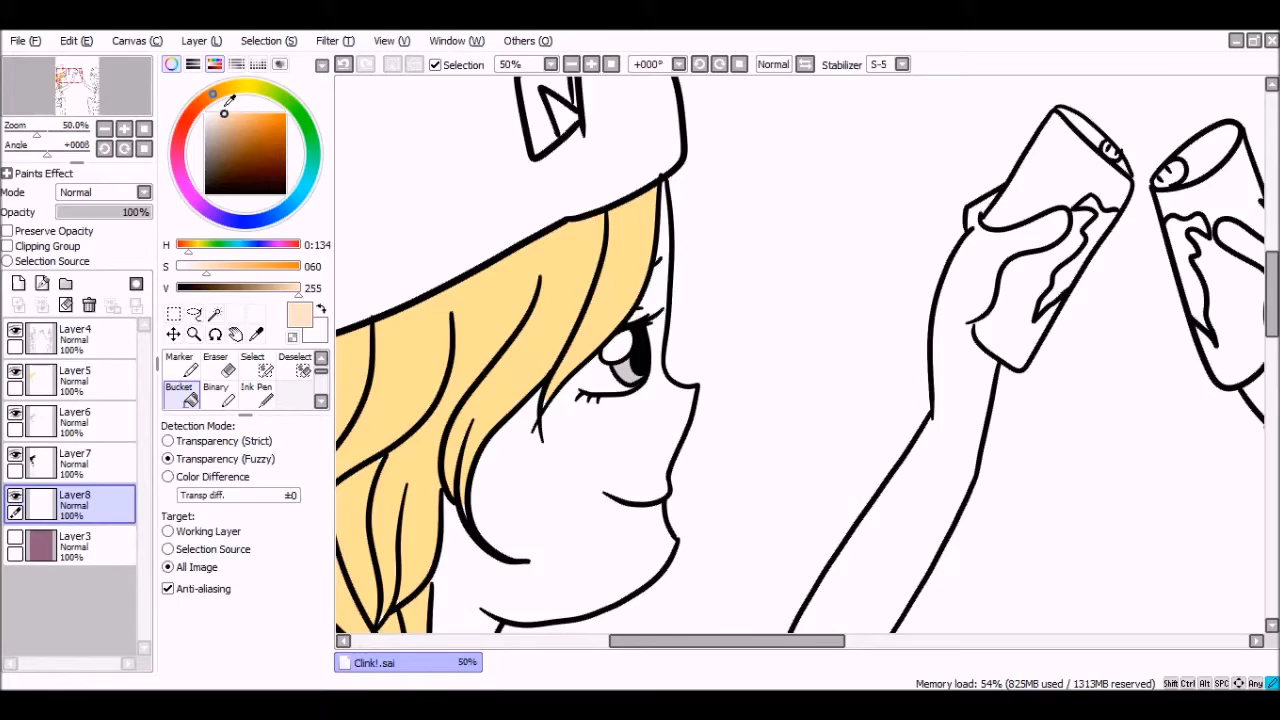 File (F) Edit (E) Canvas (C) Layer (L) Selection (S) Filter (T) View (V) Window (W) Others (O)
Selection 50% +000° Normal Stabilizer S-5
Zoom 50.0%
Angle +000θ
Paints Effect
Mode Normal
Opacity 100%
Preserve Opacity
Clipping Group
Selection Source
H 0:134
S 060
V 255
Layer4
Normal
100%
Layer5
Normal
100%
Layer6
Normal
100%
Layer7
Normal
100%
Layer8
Normal
100%
Layer3
Normal
100%
Marker Eraser Select Deselect
Bucket Binary Ink Pen
Detection Mode:
Transparency (Strict)
Transparency (Fuzzy)
Color Difference
Transp diff. ±0
Target:
Working Layer
Selection Source
All Image
Anti-aliasing
N
Clink!.sai 50%
Memory load: 54% (825MB used / 1313MB reserved) Shift Ctrl Alt SPC Any